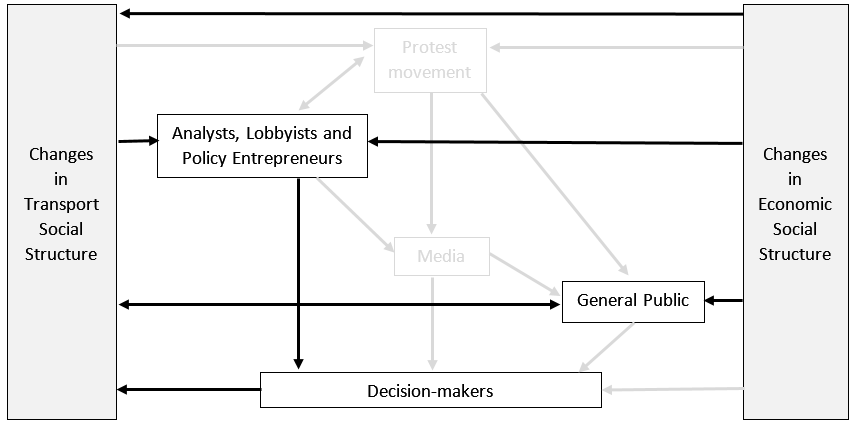 Protest
movement
Analysts, Lobbyists and
Policy Entrepreneurs
Changes
in
Transport
Social
Structure
Changes
in
Economic
Social
Structure
Media
General Public
Decision-makers